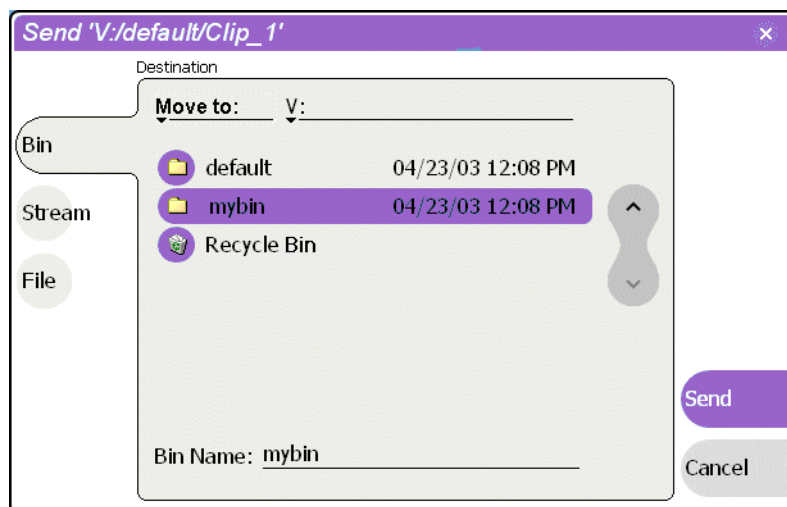 Send 'V:/default/Clip_1'
Destination
Move to: V:
Bin
default 04/23/03 12:08 PM
Stream
mybin 04/23/03 12:08 PM
Recycle Bin
File
Send
Bin Name: mybin
Cancel